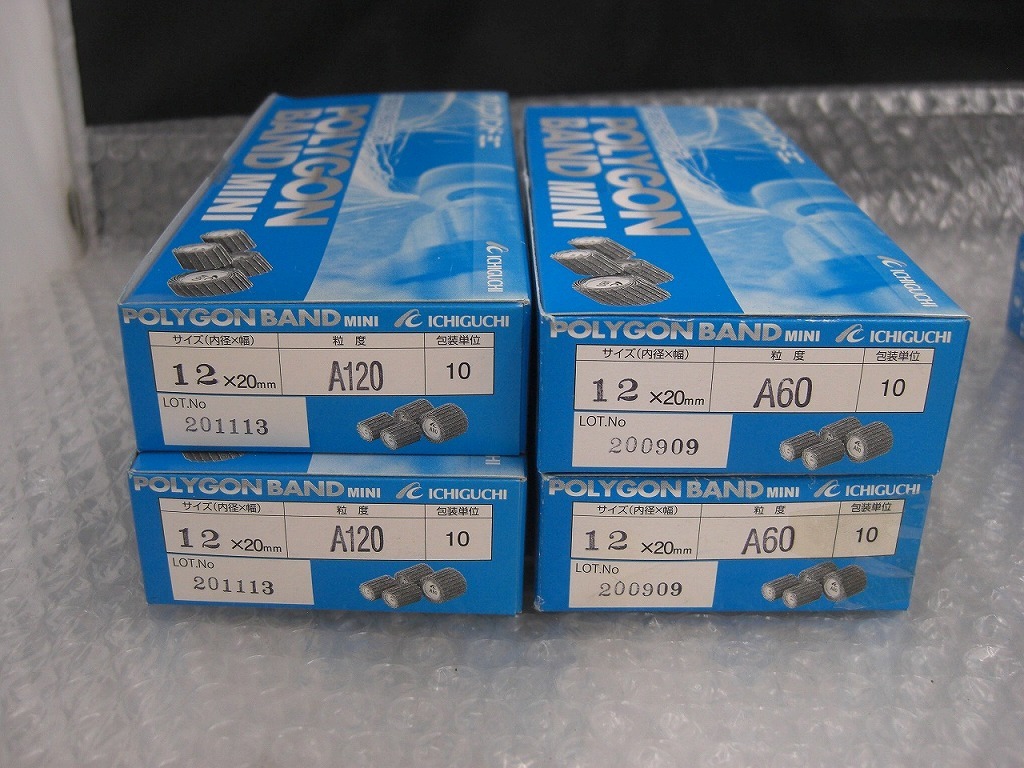 POLYGON
BAND MINI
ICHIGUCHI
POLYGON BAND MINI ICHIGUCHI
サイズ(内径×幅) 粒度 包装単位
12 ×20mm A120 10
LOT.No
201113
POLYGON BAND MINI ICHIGUCHI
サイズ(内径×幅) 粒度 包装単位
12 ×20mm A120 10
LOT.No
201113
POLYGON
BAND MINI
ICHIGUCHI
POLYGON BAND MINI ICHIGUCHI
サイズ(内径×幅) 粒度 包装単位
12 ×20mm A60 10
LOT.No
200909
POLYGON BAND MINI ICHIGUCHI
サイズ(内径×幅) 粒度 包装単位
12 ×20mm A60 10
LOT.No
200909